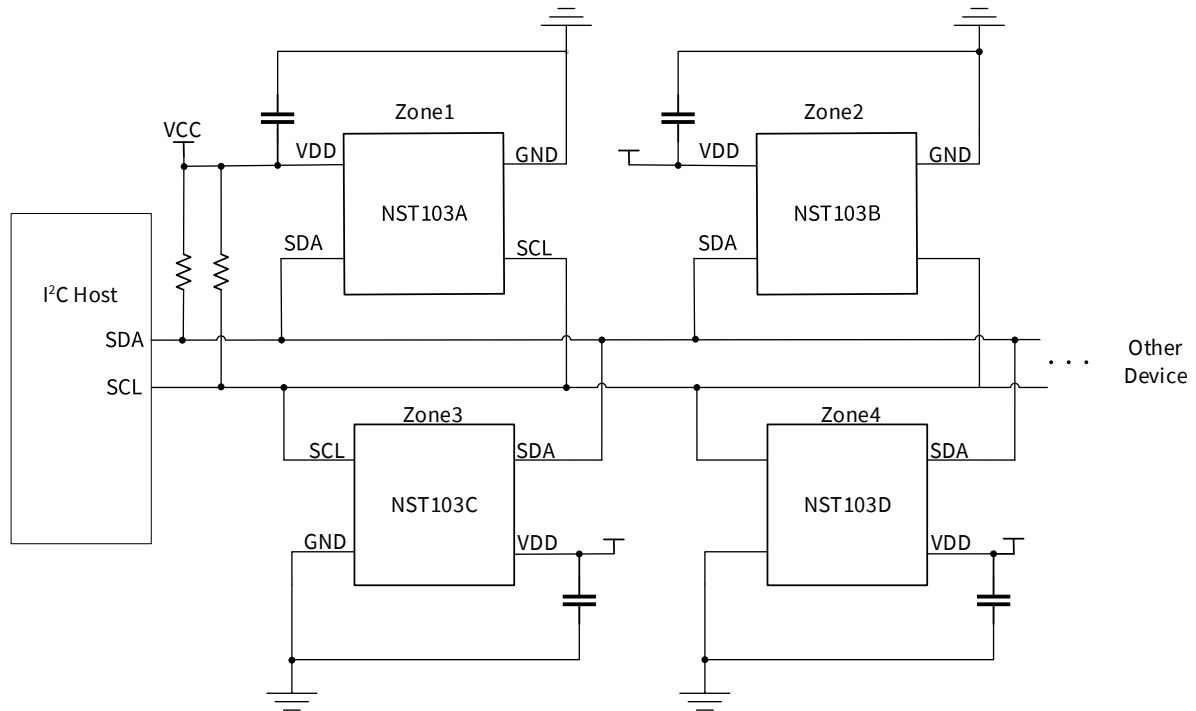 Zone1
Zone2
VCC
VDD
GND
VDD
GND
NST103A
NST103B
SDA
SCL
SDA
I²C Host
SDA
SCL
Other
Device
. . .
Zone3
Zone4
SCL
SDA
SDA
NST103C
NST103D
GND
VDD
VDD